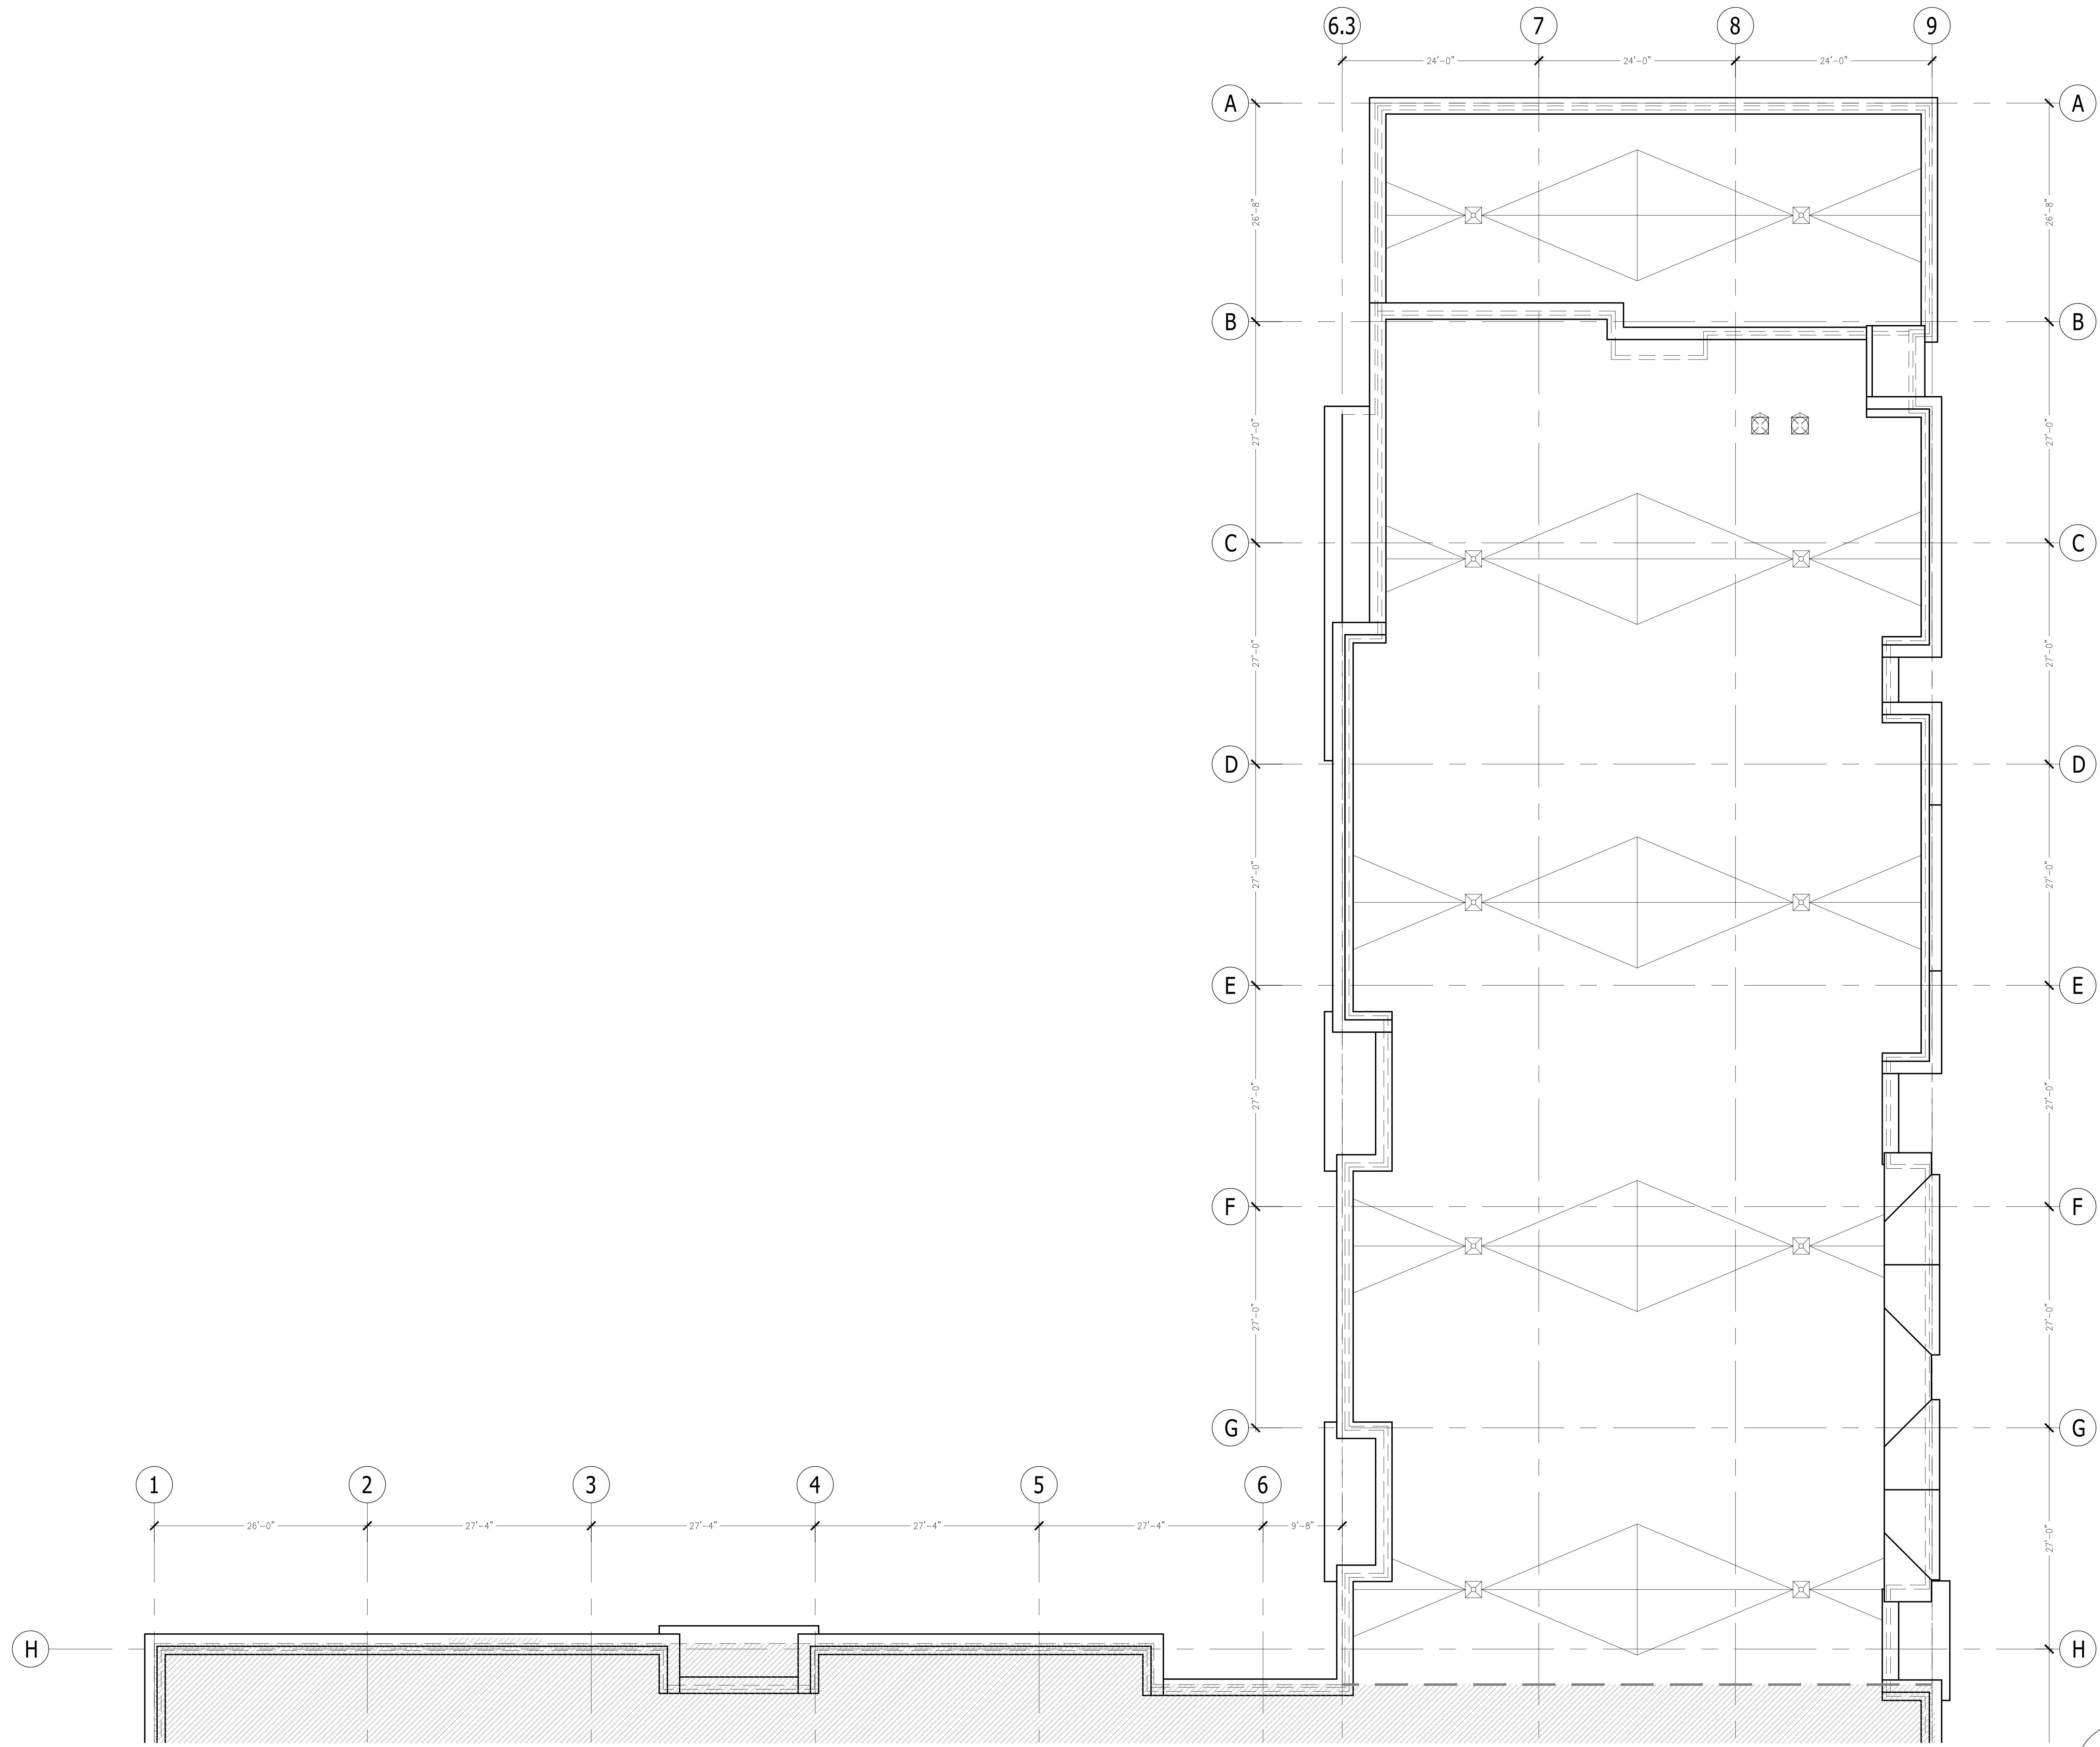 6.3 7 8 9
24'-0" 24'-0" 24'-0"
A A
26'-8" 26'-8"
B B
27'-0" 27'-0"
C C
27'-0" 27'-0"
D D
27'-0" 27'-0"
E E
27'-0" 27'-0"
F F
27'-0" 27'-0"
G G
1 2 3 4 5 6
26'-0" 27'-4" 27'-4" 27'-4" 27'-4" 9'-8"
27'-0"
H H